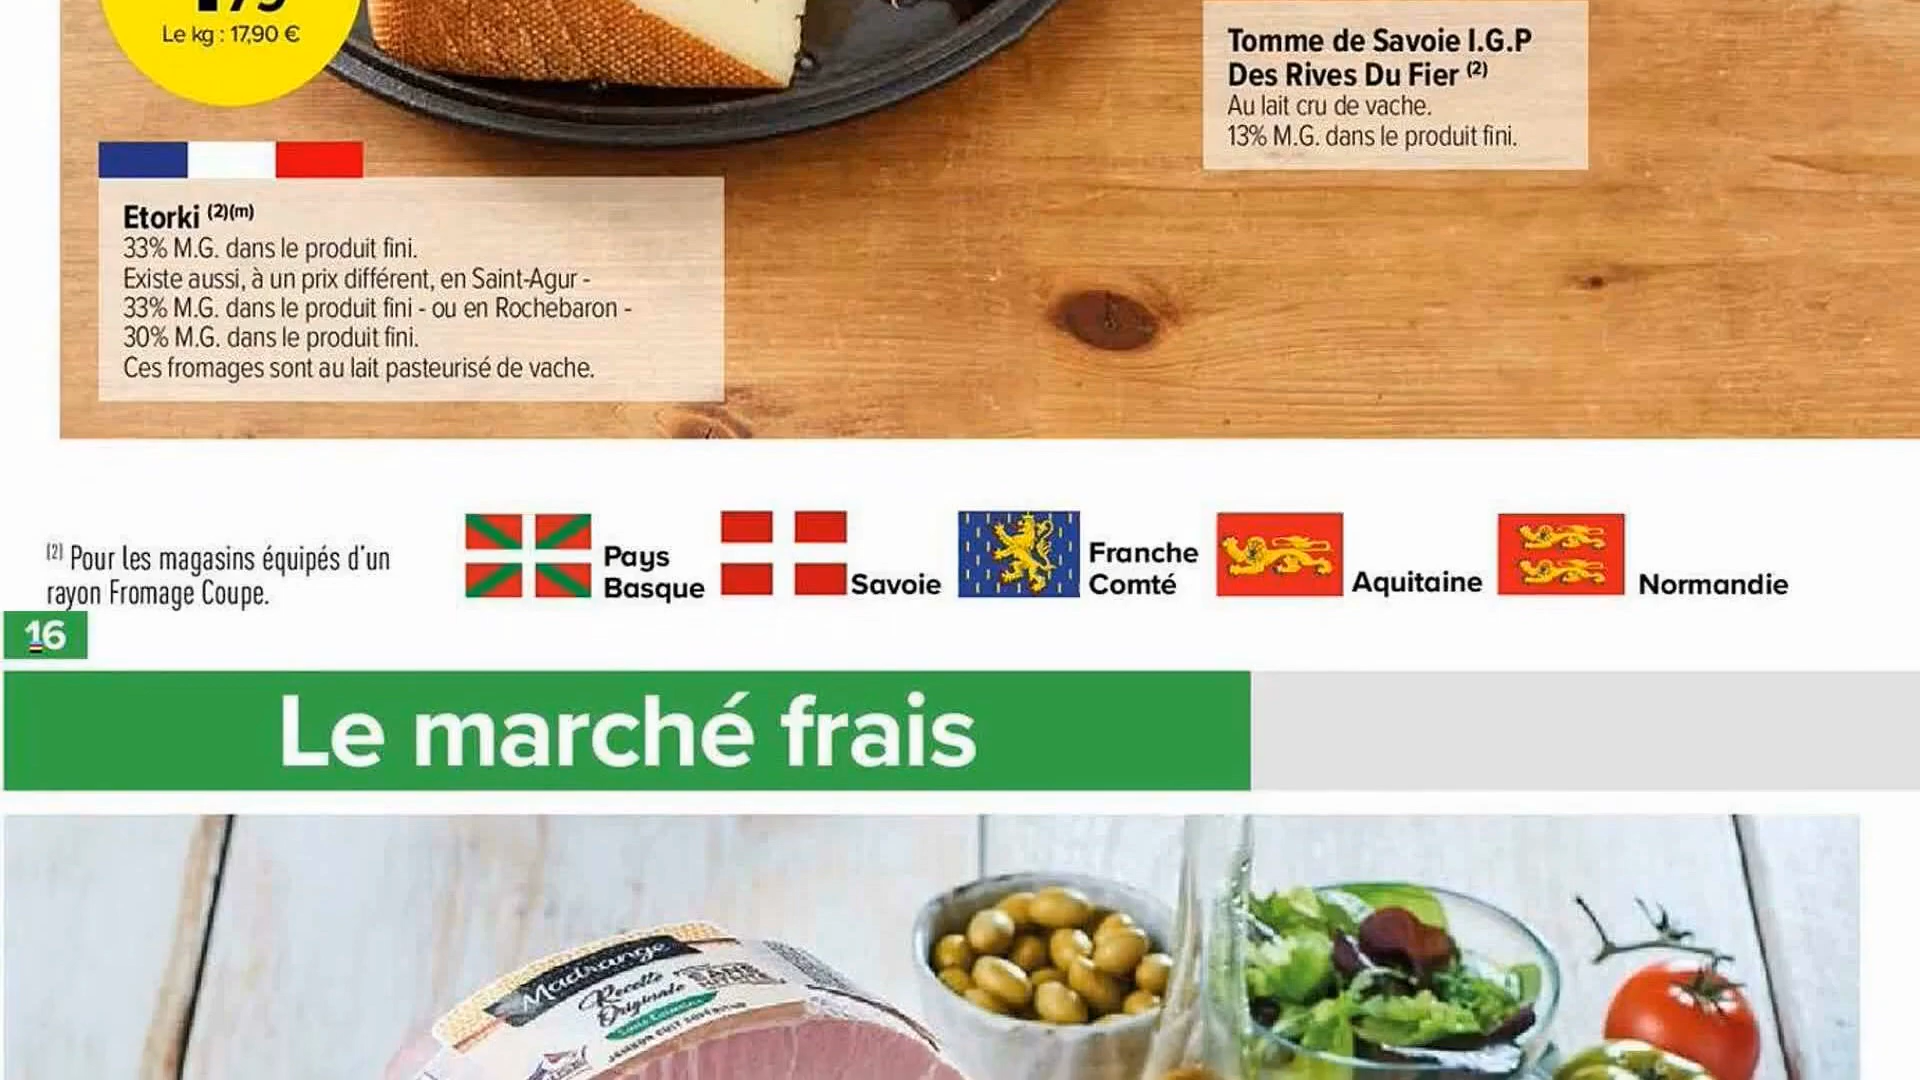 Le kg : 17,90 €
Tomme de Savoie I.G.P
Des Rives Du Fier (2)
Au lait cru de vache.
13% M.G. dans le produit fini.
Etorki (2)(m)
33% M.G. dans le produit fini.
Existe aussi, à un prix différent, en Saint-Agur -
33% M.G. dans le produit fini - ou en Rochebaron -
30% M.G. dans le produit fini.
Ces fromages sont au lait pasteurisé de vache.
(2) Pour les magasins équipés d'un
rayon Fromage Coupe.
Pays
Basque
Savoie
Franche
Comté
Aquitaine
Normandie
16
Le marché frais
Madrange
Recette
Originale
JAMBON CUIT SUPÉRIEUR